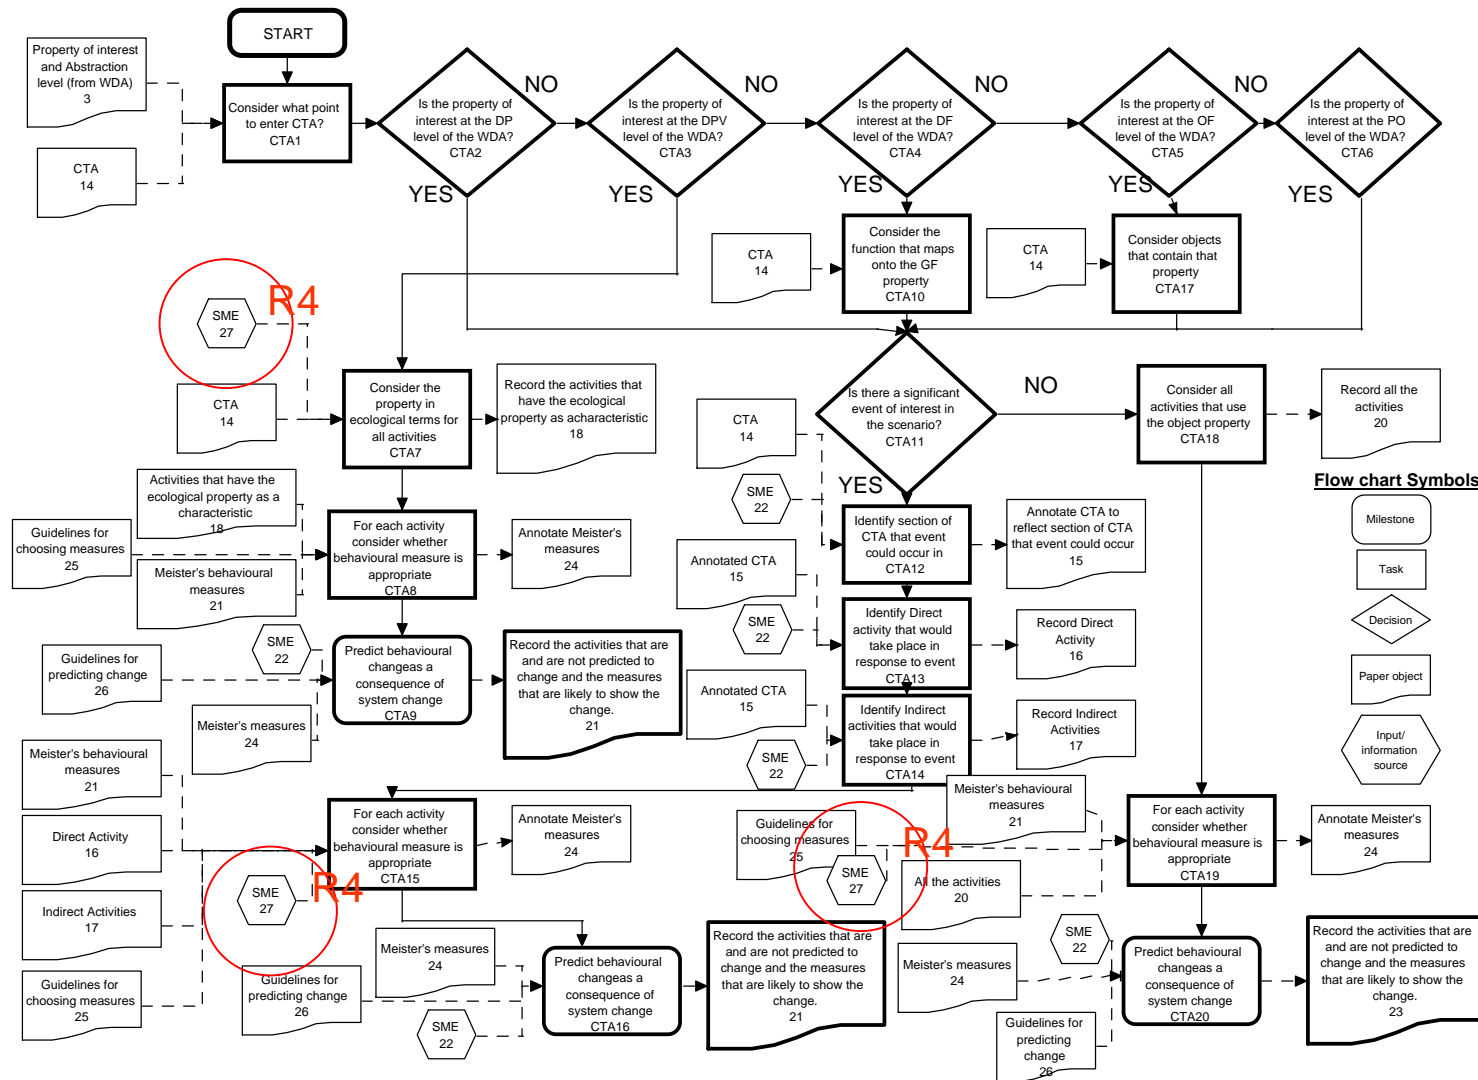 START
Property of interest
and Abstraction
level (from WDA)
3
Consider what point
to enter CTA?
CTA1
CTA
14
Is the property of
interest at the DP
level of the WDA?
CTA2
NO
YES
Is the property of
interest at the DPV
level of the WDA?
CTA3
NO
YES
Is the property of
interest at the DF
level of the WDA?
CTA4
NO
YES
Is the property of
interest at the OF
level of the WDA?
CTA5
NO
YES
Is the property of
interest at the PO
level of the WDA?
CTA6
YES
CTA
14
Consider the
function that maps
onto the GF
property
CTA10
CTA
14
Consider objects
that contain that
property
CTA17
SME
27
R4
CTA
14
Consider the
property in
ecological terms for
all activities
CTA7
Record the activities that
have the ecological
property as acharacteristic
18
Is there a significant
event of interest in
the scenario?
CTA11
NO
YES
Consider all
activities that use
the object property
CTA18
Record all the
activities
20
CTA
14
SME
22
Identify section of
CTA that event
could occur in
CTA12
Annotate CTA to
reflect section of CTA
that event could occur
15
Flow chart Symbols
Milestone
Task
Decision
Paper object
Input/
information
source
Activities that have the
ecological property as a
characteristic
18
Guidelines for
choosing measures
25
Meister's behavioural
measures
21
For each activity
consider whether
behavioural measure is
appropriate
CTA8
Annotate Meister's
measures
24
Annotated CTA
15
SME
22
Identify Direct
activity that would
take place in
response to event
CTA13
Record Direct
Activity
16
SME
22
Guidelines for
predicting change
26
Meister's measures
24
Predict behavioural
changeas a
consequence of
system change
CTA9
Record the activities that are
and are not predicted to
change and the measures
that are likely to show the
change.
21
Annotated CTA
15
SME
22
Identify Indirect
activities that would
take place in
response to event
CTA14
Record Indirect
Activities
17
Meister's behavioural
measures
21
Direct Activity
16
Indirect Activities
17
Guidelines for
choosing measures
25
SME
27
R4
For each activity
consider whether
behavioural measure is
appropriate
CTA15
Annotate Meister's
measures
24
Meister's behavioural
measures
21
Guidelines for
choosing measures
25
SME
27
R4
All the activities
20
For each activity
consider whether
behavioural measure is
appropriate
CTA19
Annotate Meister's
measures
24
Meister's measures
24
Guidelines for
predicting change
26
SME
22
Predict behavioural
changeas a
consequence of
system change
CTA16
Record the activities that are
and are not predicted to
change and the measures
that are likely to show the
change.
21
SME
22
Meister's measures
24
Guidelines for
predicting
change
26
Predict behavioural
changeas a
consequence of
system change
CTA20
Record the activities that are
and are not predicted to
change and the measures
that are likely to show the
change.
23